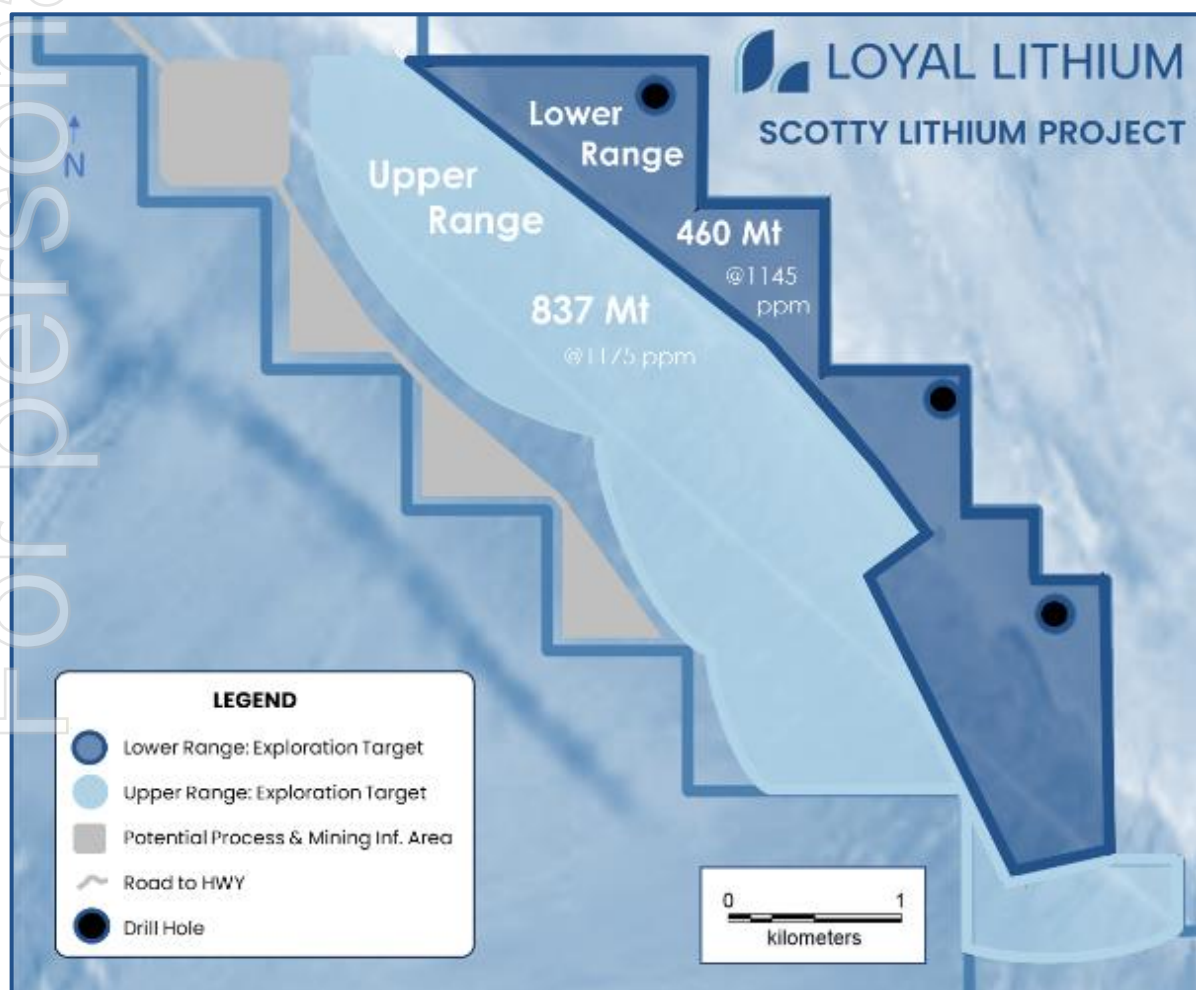 For person
LOYAL LITHIUM
SCOTTY LITHIUM PROJECT
N
Lower
Range
Upper
Range
460 Mt
@1145
ppm
837 Mt
@1175 ppm
LEGEND
Lower Range: Exploration Target
Upper Range: Exploration Target
Potential Process & Mining Inf. Area
Road to HWY
Drill Hole
0 1
kilometers